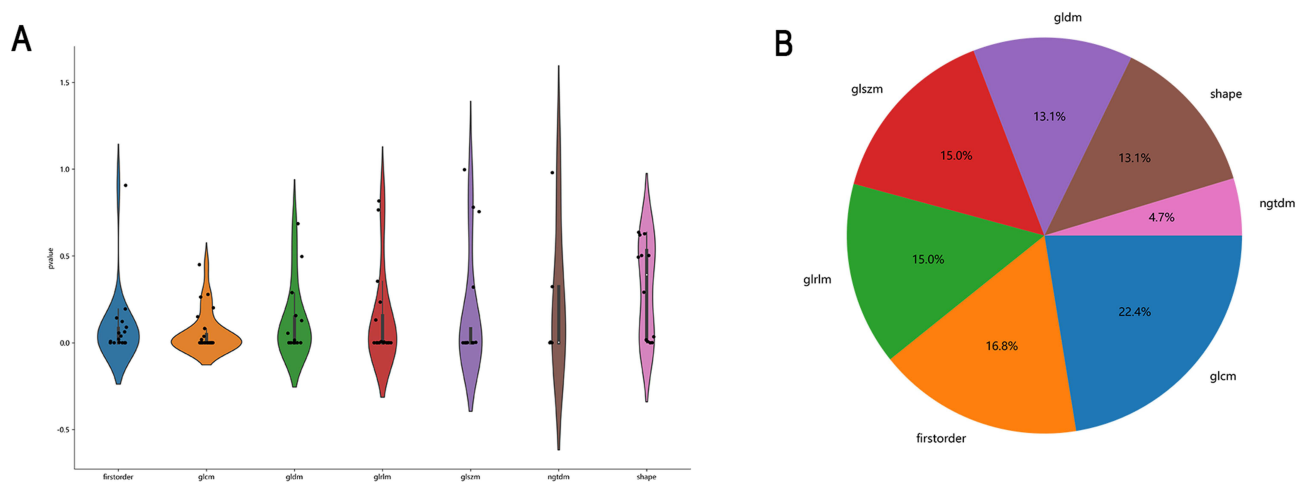 A
pvalue
1.5
1.0
0.5
0.0
-0.5
firstorder
glcm
gldm
glrlm
glszm
ngtdm
shape
B
gldm
glszm
shape
13.1%
15.0%
13.1%
ngtdm
4.7%
glrlm
15.0%
22.4%
16.8%
glcm
firstorder